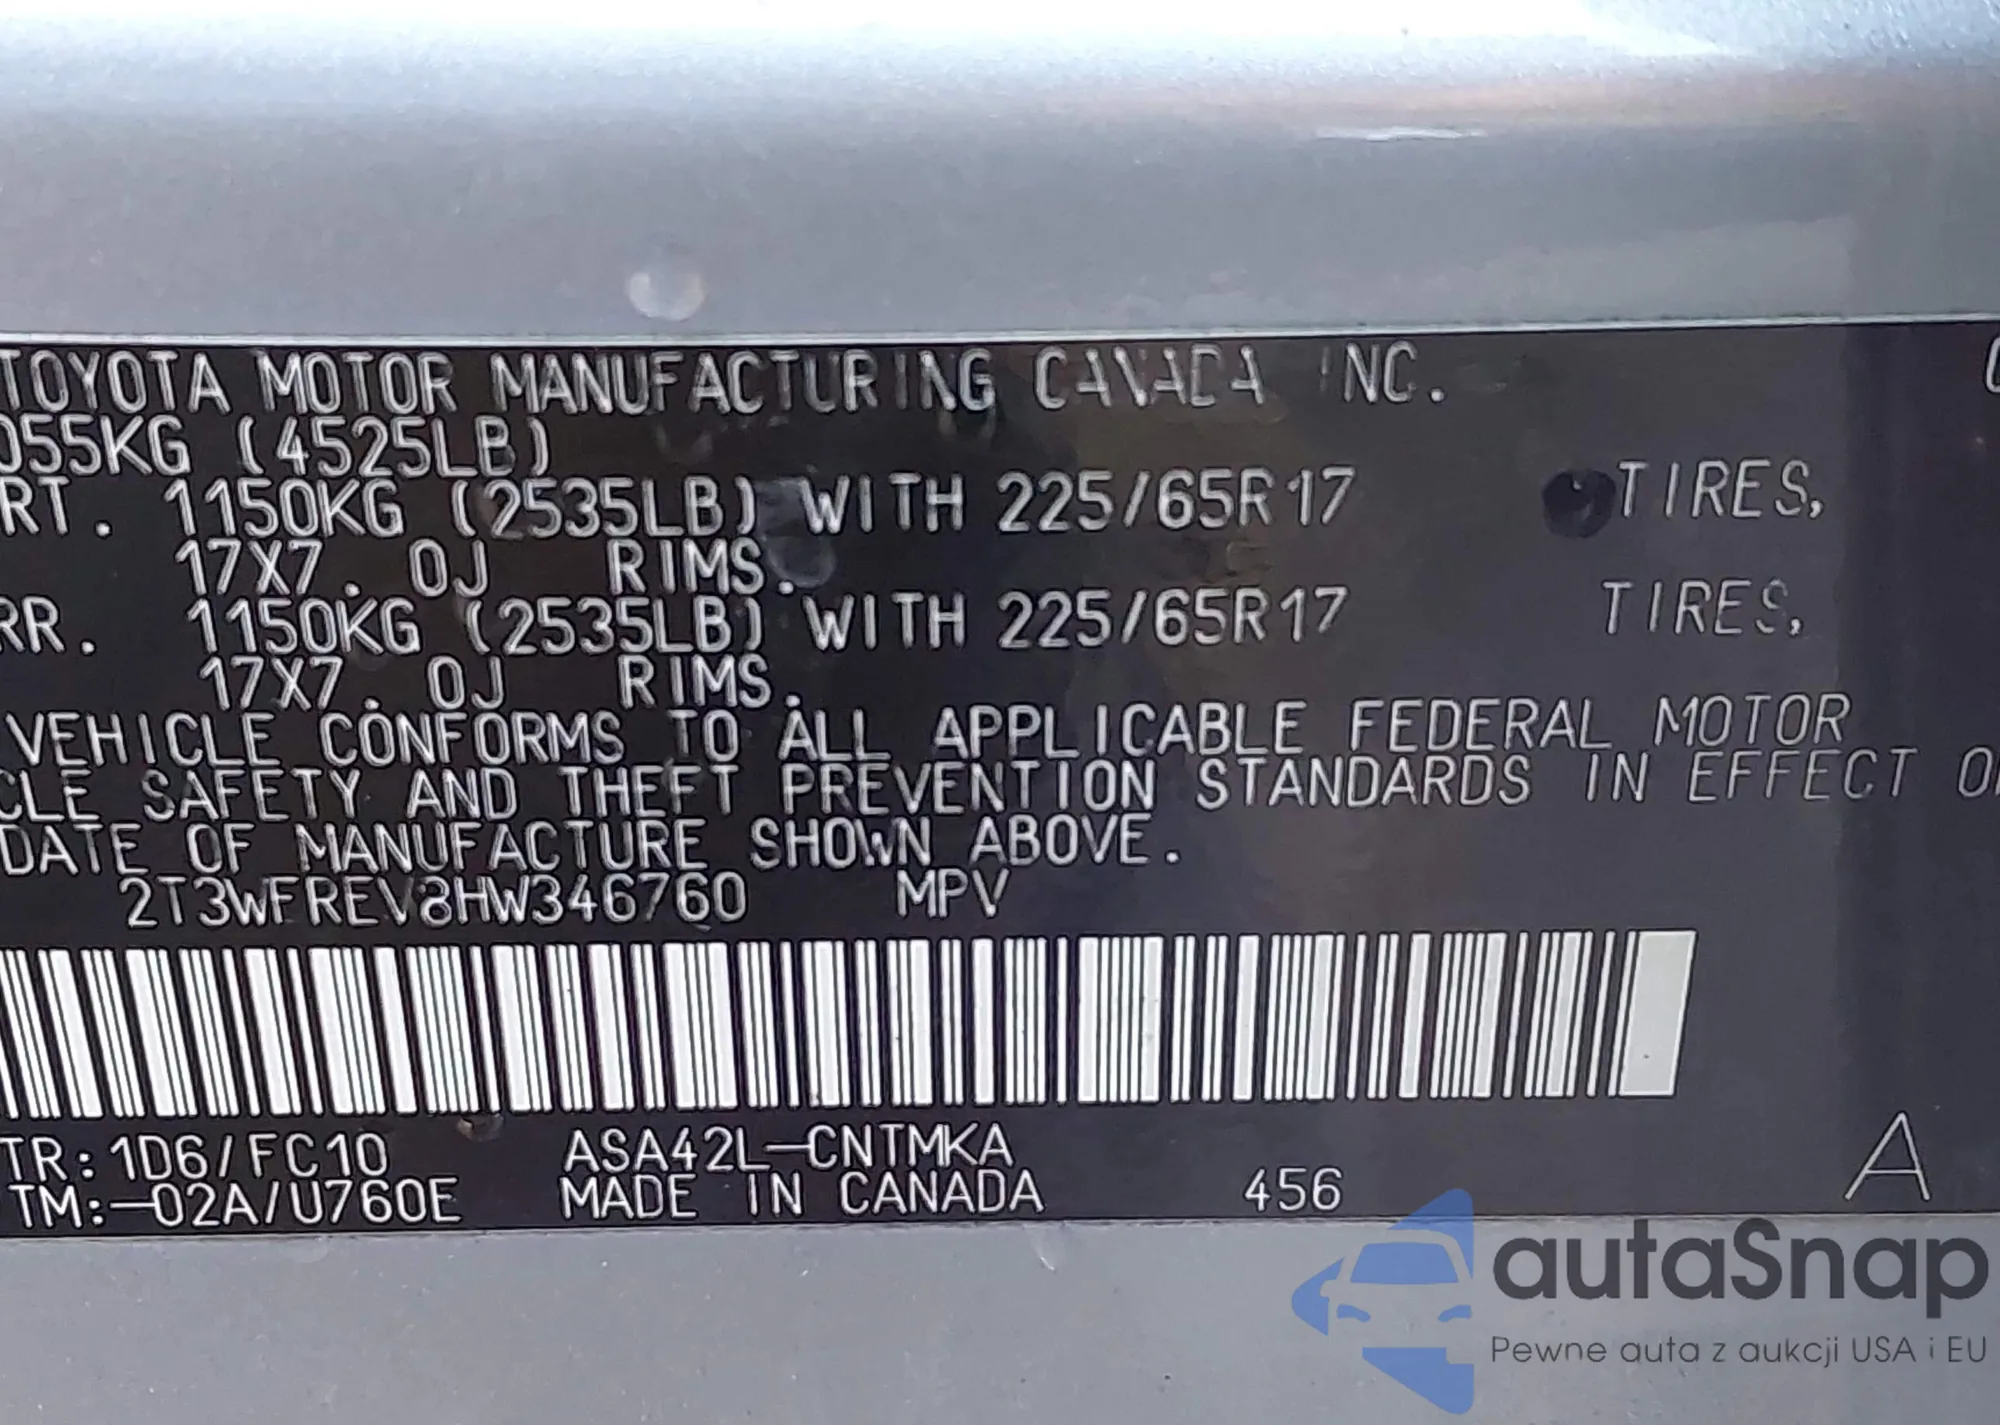 TOYOTA MOTOR MANUFACTURING CANADA INC.
055KG (4525LB)
RT. 1150KG (2535LB) WITH 225/65R17 TIRES,
17X7.0J RIMS.
RR. 1150KG (2535LB) WITH 225/65R17 TIRES,
17X7.0J RIMS.
VEHICLE CONFORMS TO ALL APPLICABLE FEDERAL MOTOR
CLE SAFETY AND THEFT PREVENTION STANDARDS IN EFFECT
DATE OF MANUFACTURE SHOWN ABOVE.
2T3WFREV8HW346760 MPV
TR:1D6/FC10 ASA42L-CNTMKA
TM:-02A/U760E MADE IN CANADA 456 A
autaSnap
Pewne auta z aukcji USA i EU